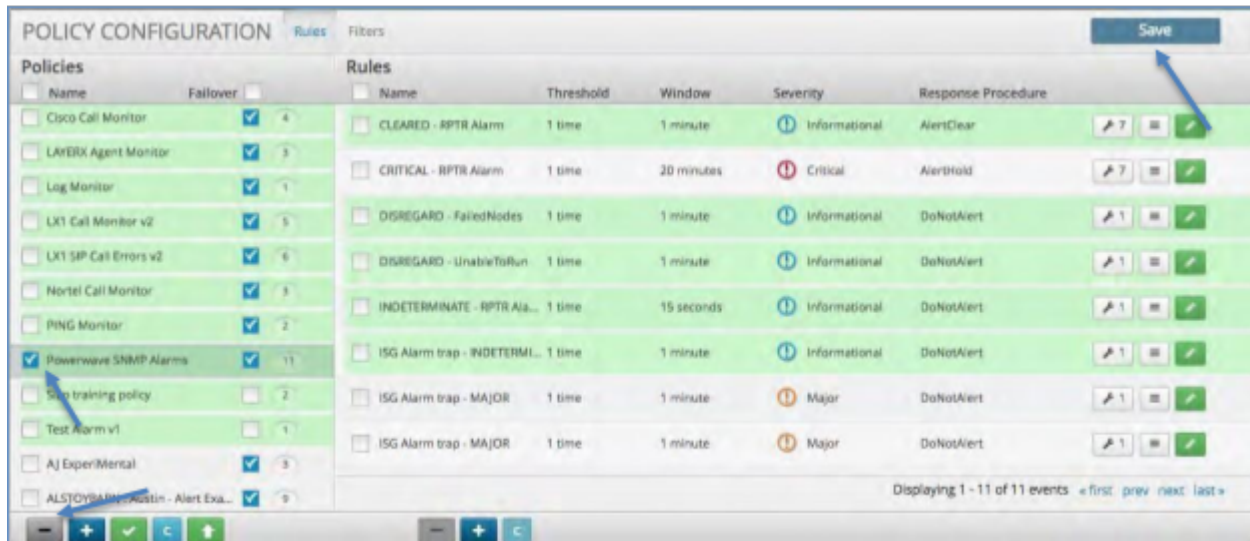 POLICY CONFIGURATION Rules Filters Save
Policies Rules
Name Failover Name Threshold Window Severity Response Procedure
Cisco Call Monitor 4
LAYERX Agent Monitor 3
Log Monitor 1
LX1 Call Monitor v2 5
LX1 SIP Call Errors v2 6
Nortel Call Monitor 3
PING Monitor 2
Powerwave SNMP Alarms 11
training policy 2
Test Alarm v1 1
AJ ExperiMental 3
Austin - Alert Exa... 9
CLEARED - RPTR Alarm 1 time 1 minute Informational AlertClear 7
CRITICAL - RPTR Alarm 1 time 20 minutes Critical AlertHold 7
DISREGARD - FailedNodes 1 time 1 minute Informational DoNotAlert 1
DISREGARD - UnableToRun 1 time 1 minute Informational DoNotAlert 1
INDETERMINATE - RPTR Ala... 1 time 15 seconds Informational DoNotAlert 1
ISG Alarm trap - INDETERMI... 1 time 1 minute Informational DoNotAlert 1
ISG Alarm trap - MAJOR 1 time 1 minute Major DoNotAlert 1
ISG Alarm trap - MAJOR 1 time 1 minute Major DoNotAlert 1
Displaying 1 - 11 of 11 events «first prev next last»
C C